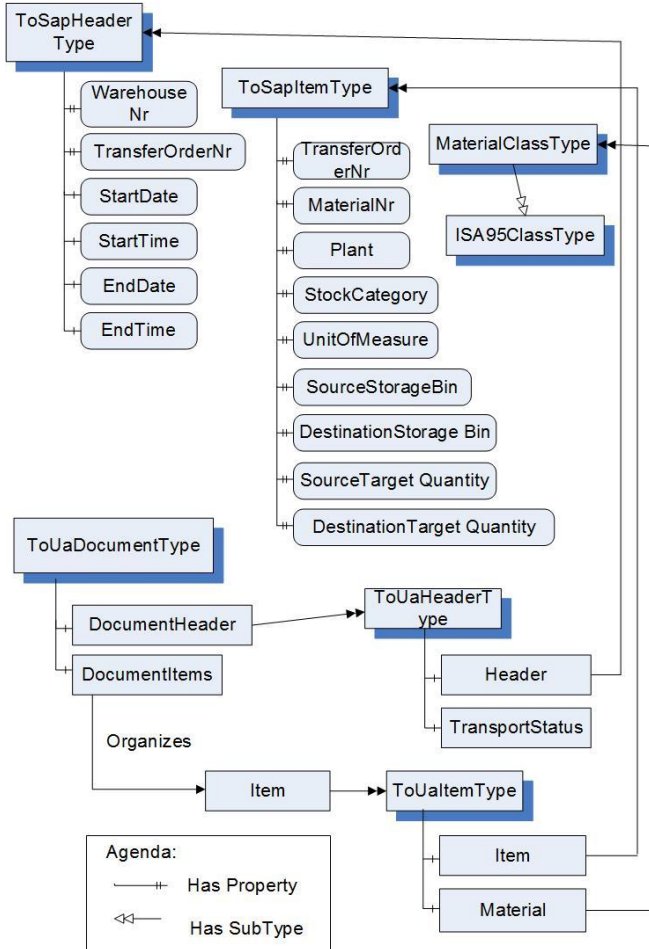 ToSapHeader
Type
Warehouse
Nr
TransferOrderNr
StartDate
StartTime
EndDate
EndTime
ToSapItemType
TransferOrd
erNr
MaterialNr
Plant
StockCategory
UnitOfMeasure
SourceStorageBin
DestinationStorage Bin
SourceTarget Quantity
DestinationTarget Quantity
MaterialClassType
ISA95ClassType
ToUaDocumentType
DocumentHeader
DocumentItems
Organizes
Item
ToUaHeaderT
ype
Header
TransportStatus
ToUaItemType
Item
Material
Agenda:
Has Property
Has SubType